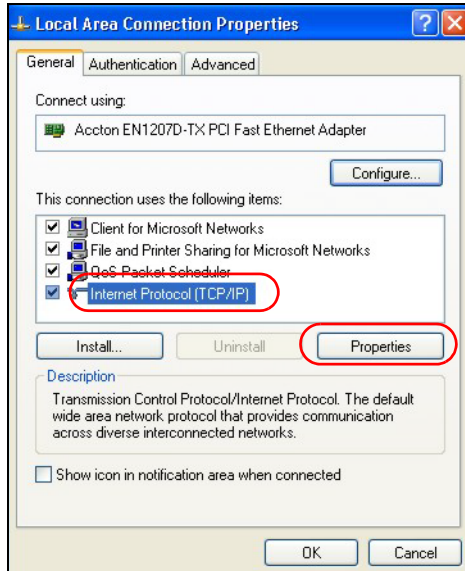 Local Area Connection Properties
General
Authentication
Advanced
Connect using:
Accton EN1207D-TX PCI Fast Ethernet Adapter
Configure...
This connection uses the following items:
Client for Microsoft Networks
File and Printer Sharing for Microsoft Networks
QoS Packet Scheduler
Internet Protocol (TCP/IP)
Install...
Uninstall
Properties
Description
Transmission Control Protocol/Internet Protocol. The default
wide area network protocol that provides communication
across diverse interconnected networks.
Show icon in notification area when connected
OK
Cancel